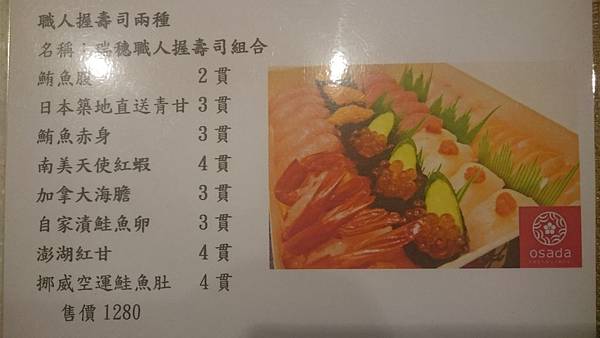 職人握壽司兩種
名稱：瑞穗職人握壽司組合
鮪魚腹 2貫
日本築地直送青甘 3貫
鮪魚赤身 3貫
南美天使紅蝦 4貫
加拿大海膽 3貫
自家漬鮭魚卵 3貫
澎湖紅甘 4貫
挪威空運鮭魚肚 4貫
售價1280
osada